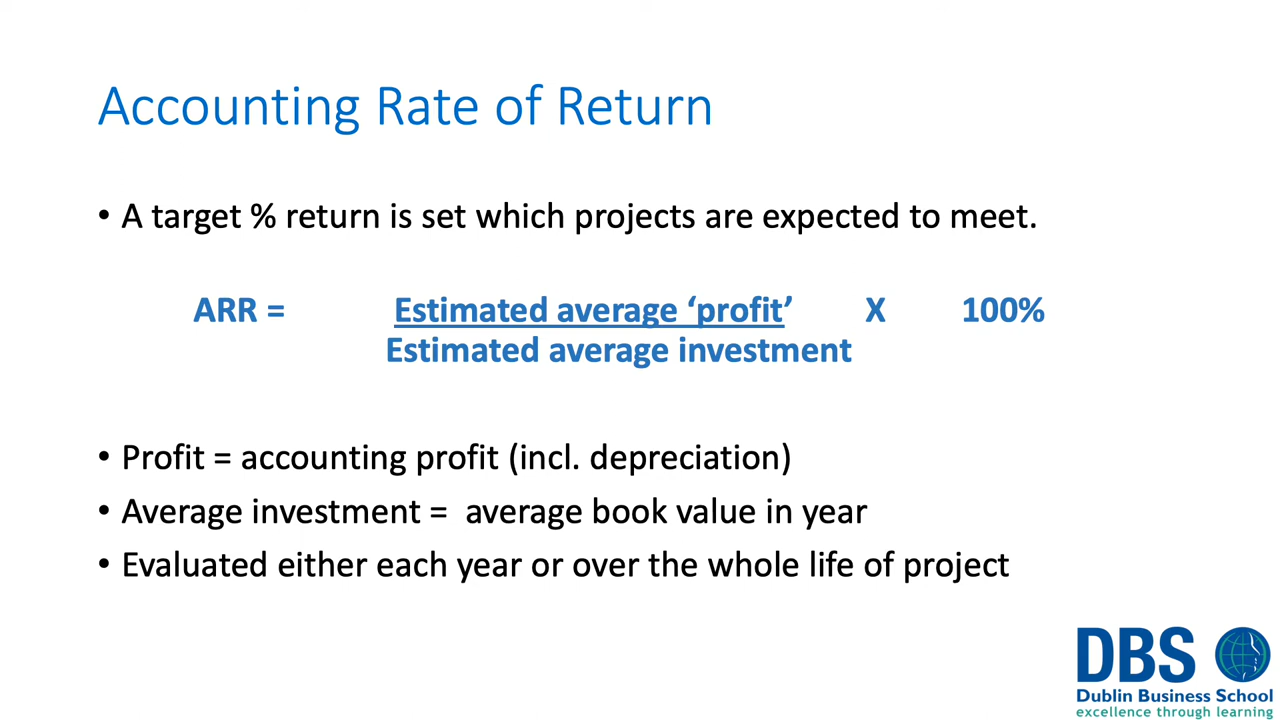 Accounting Rate of Return
• A target % return is set which projects are expected to meet.
ARR = Estimated average ‘profit’ X 100%
Estimated average investment
• Profit = accounting profit (incl. depreciation)
• Average investment = average book value in year
• Evaluated either each year or over the whole life of project
DBS
Dublin Business School
excellence through learning